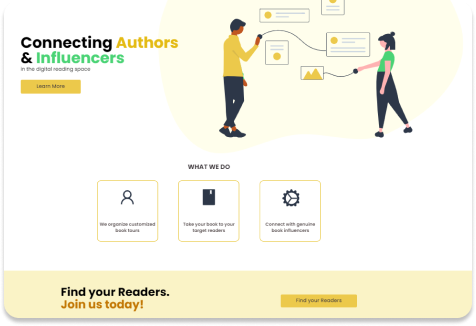 Connecting Authors
& Influencers
in the digital reading space
Learn More
WHAT WE DO
We organize customized
book tours
Take your book to your
target readers
Connect with genuine
book influencers
Find your Readers.
Join us today!
Find your Readers